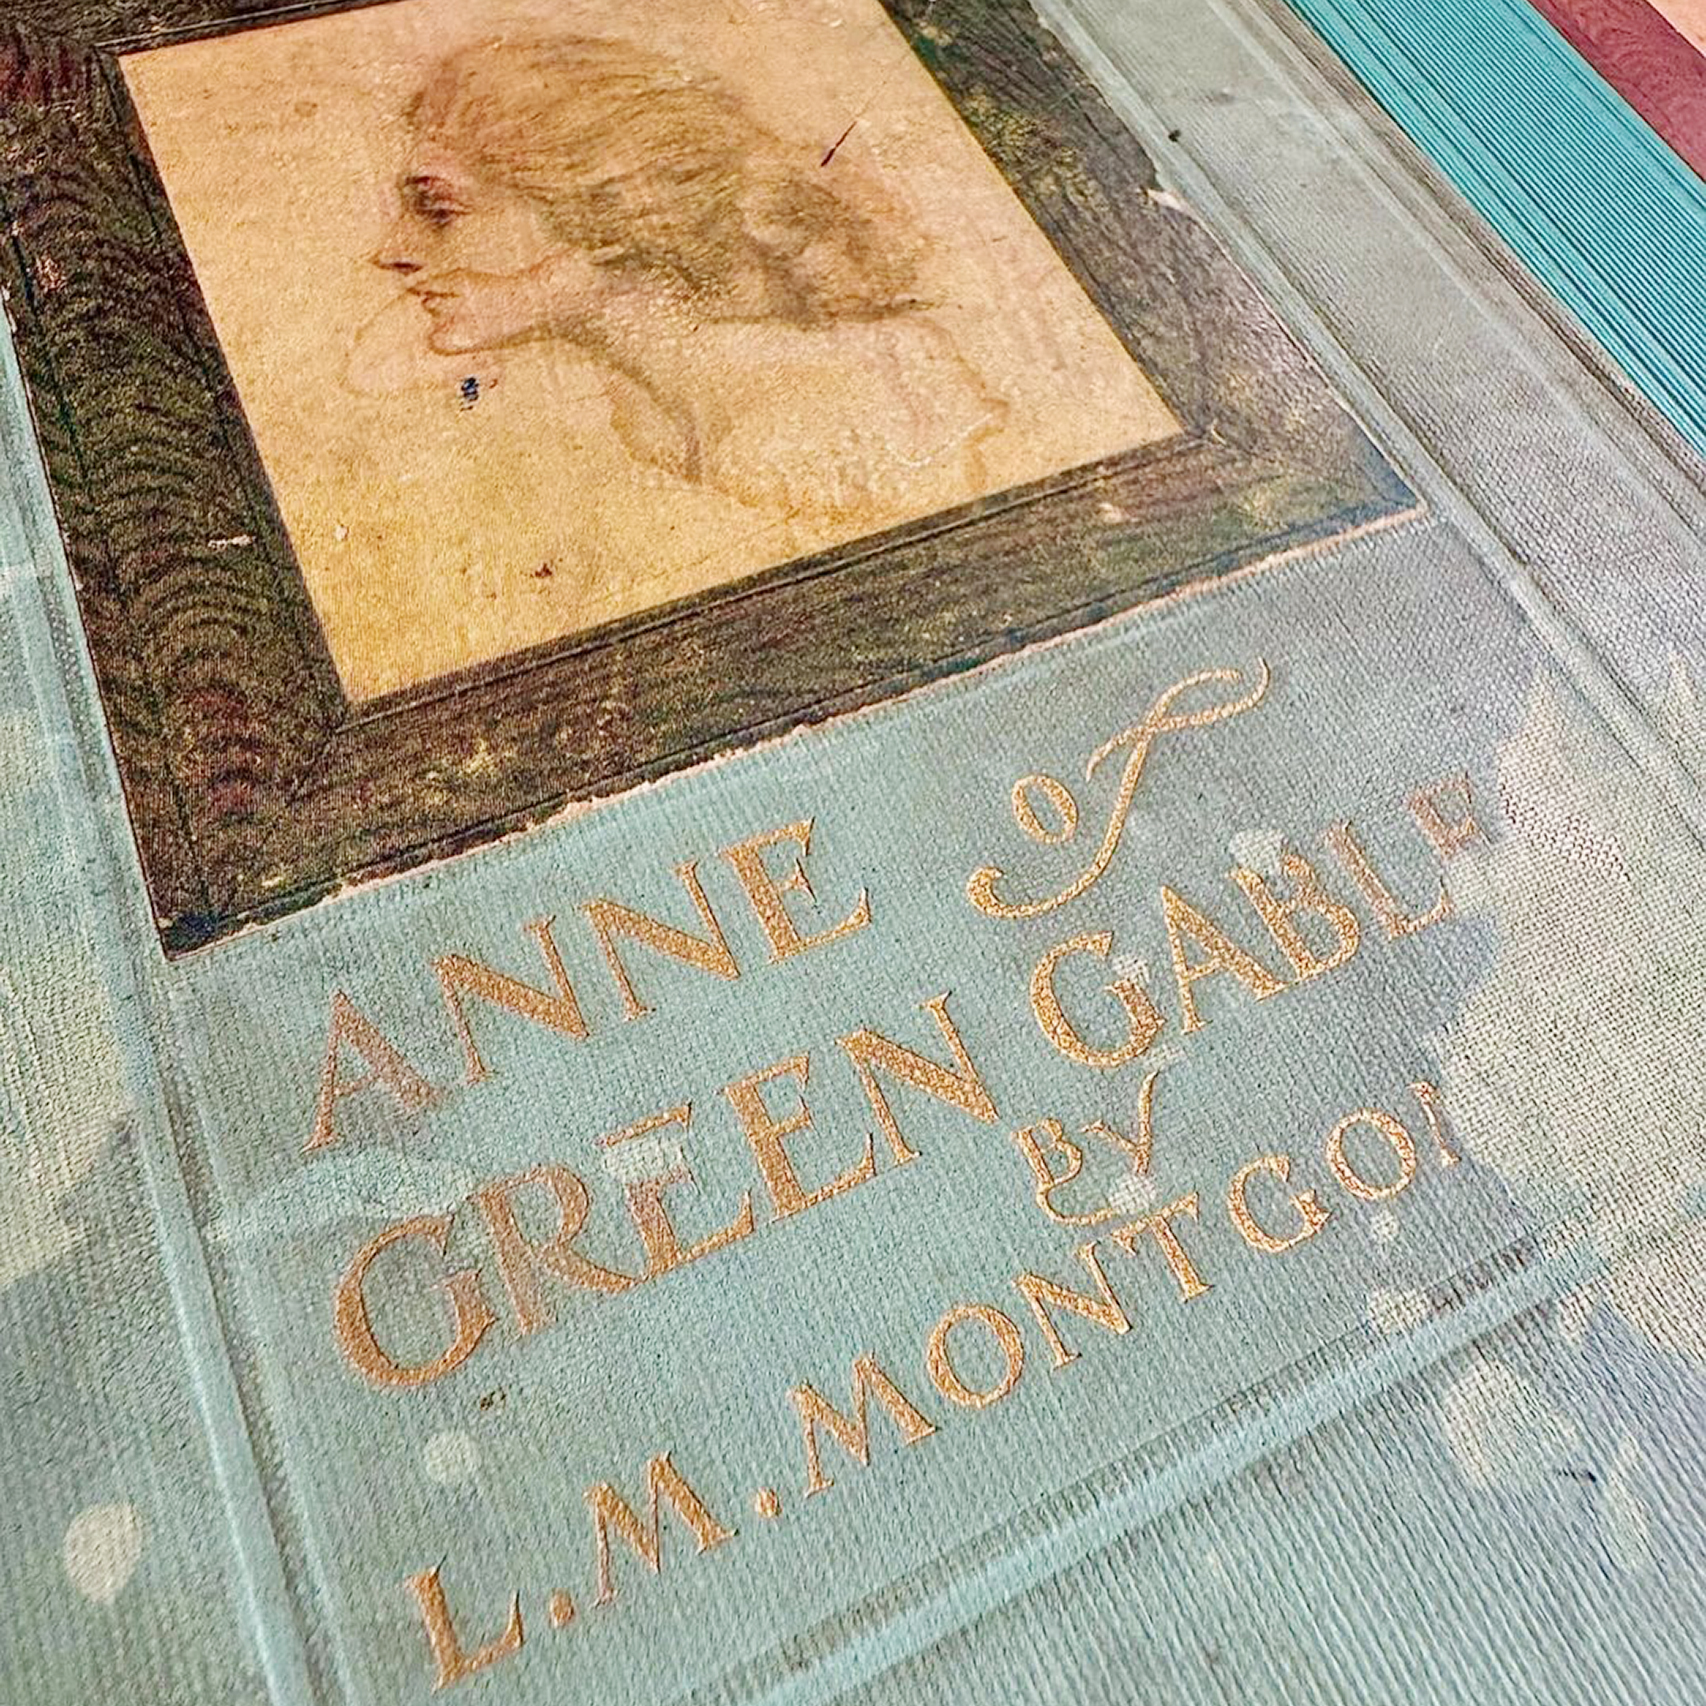 ANNE of
GREEN GABLE
BY
L.M. MONTGO